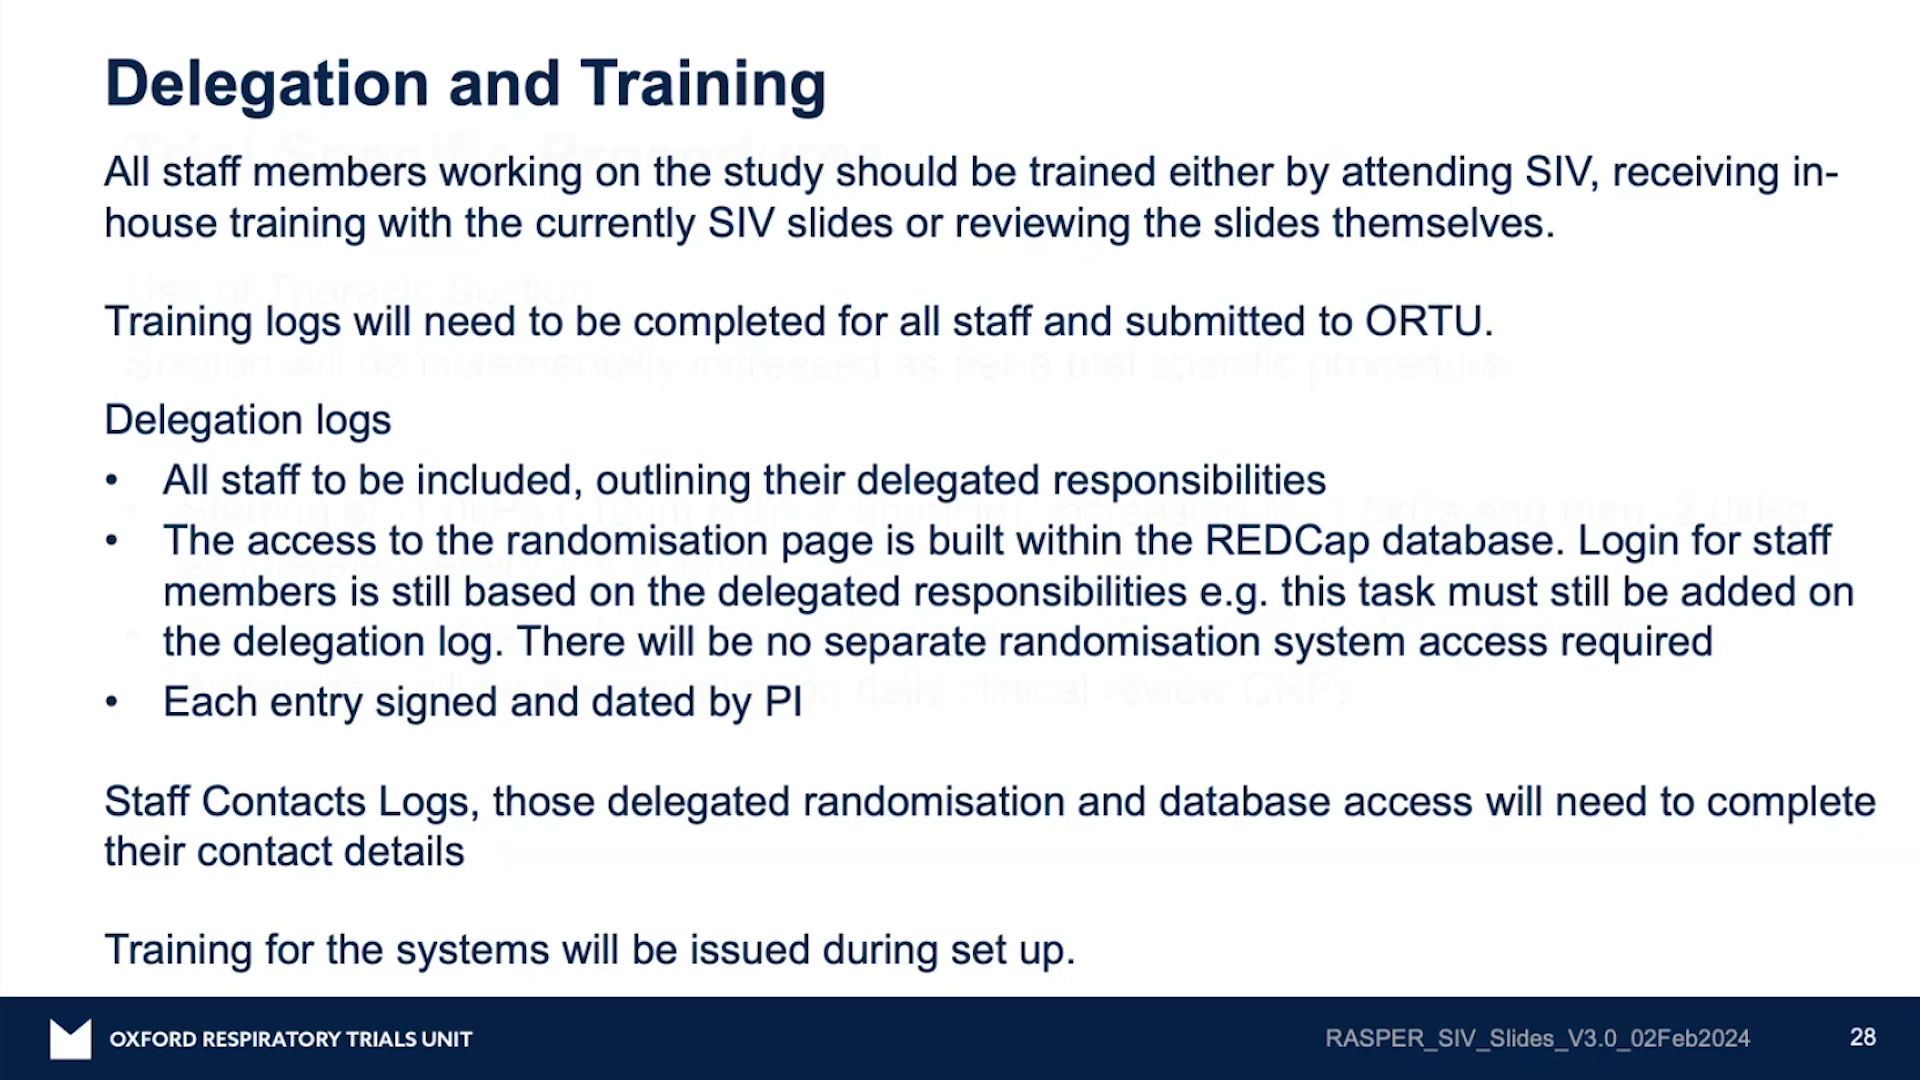 Delegation and Training
All staff members working on the study should be trained either by attending SIV, receiving in-
house training with the currently SIV slides or reviewing the slides themselves.
Training logs will need to be completed for all staff and submitted to ORTU.
Delegation logs
• All staff to be included, outlining their delegated responsibilities
• The access to the randomisation page is built within the REDCap database. Login for staff
members is still based on the delegated responsibilities e.g. this task must still be added on
the delegation log. There will be no separate randomisation system access required
• Each entry signed and dated by PI
Staff Contacts Logs, those delegated randomisation and database access will need to complete
their contact details
Training for the systems will be issued during set up.
OXFORD RESPIRATORY TRIALS UNIT
RASPER_SIV_Slides_V3.0_02Feb2024
28